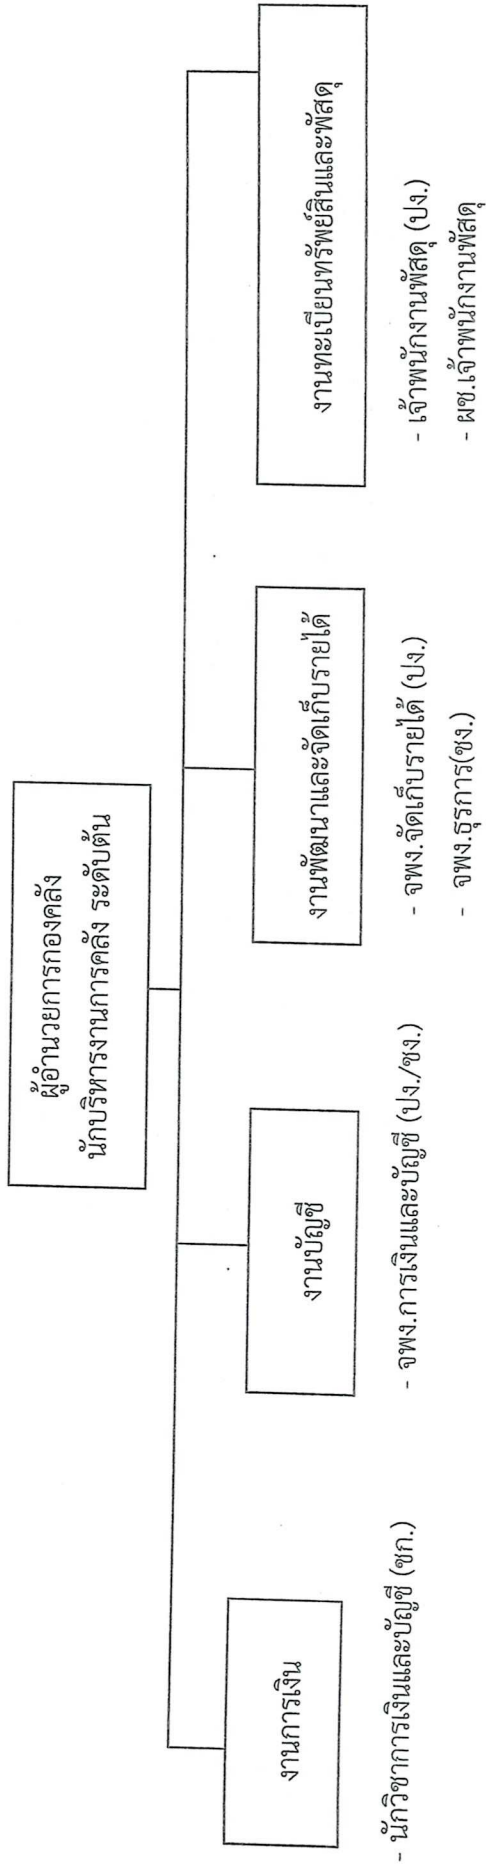 ผู้อำนวยการกองคลัง
นักบริหารงานการคลัง ระดับต้น
งานการเงิน
- นักวิชาการเงินและบัญชี (ชก.)
งานบัญชี
- จพง.การเงินและบัญชี (ปง./ชง.)
งานพัฒนาและจัดเก็บรายได้
- จพง.จัดเก็บรายได้ (ปง.)
- จพง.ธุรการ(ชง.)
งานทะเบียนทรัพย์สินและพัสดุ
- เจ้าพนักงานพัสดุ (ปง.)
- ผช.เจ้าพนักงานพัสดุ